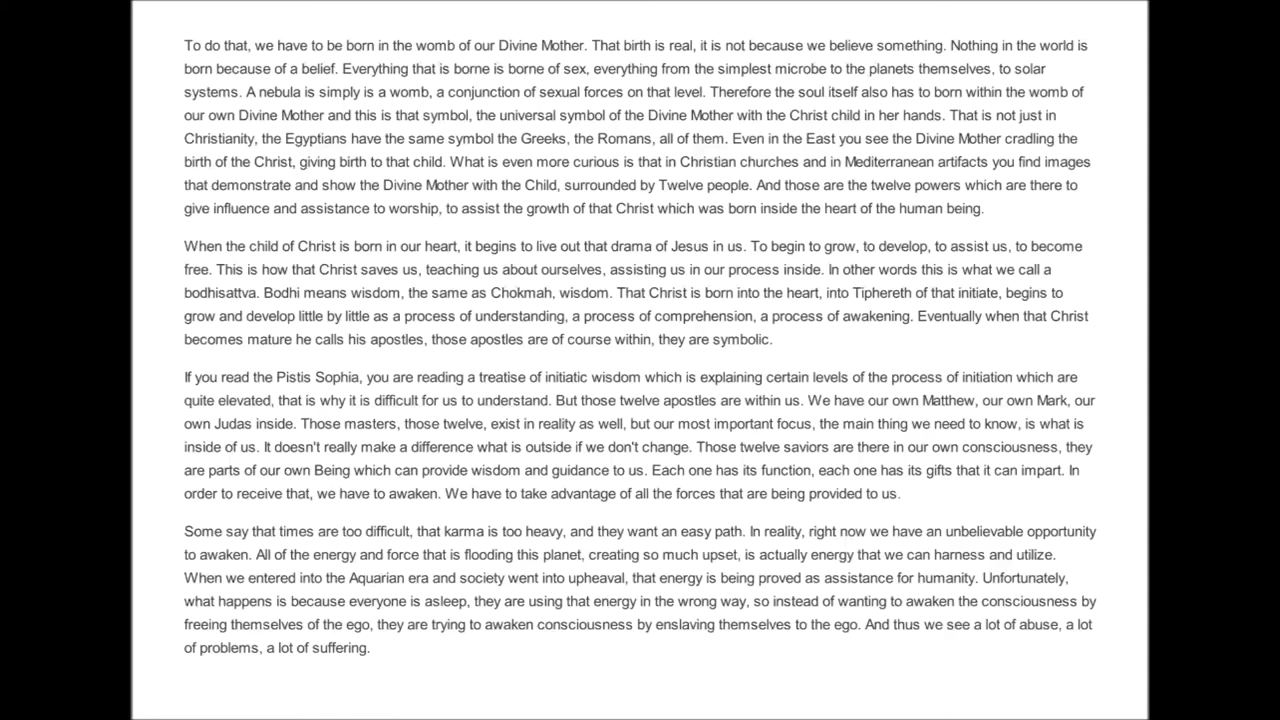 To do that, we have to be born in the womb of our Divine Mother. That birth is real, it is not because we believe something. Nothing in the world is
born because of a belief. Everything that is borne is borne of sex, everything from the simplest microbe to the planets themselves, to solar
systems. A nebula is simply is a womb, a conjunction of sexual forces on that level. Therefore the soul itself also has to born within the womb of
our own Divine Mother and this is that symbol, the universal symbol of the Divine Mother with the Christ child in her hands. That is not just in
Christianity, the Egyptians have the same symbol the Greeks, the Romans, all of them. Even in the East you see the Divine Mother cradling the
birth of the Christ, giving birth to that child. What is even more curious is that in Christian churches and in Mediterranean artifacts you find images
that demonstrate and show the Divine Mother with the Child, surrounded by Twelve people. And those are the twelve powers which are there to
give influence and assistance to worship, to assist the growth of that Christ which was born inside the heart of the human being.
When the child of Christ is born in our heart, it begins to live out that drama of Jesus in us. To begin to grow, to develop, to assist us, to become
free. This is how that Christ saves us, teaching us about ourselves, assisting us in our process inside. In other words this is what we call a
bodhisattva. Bodhi means wisdom, the same as Chokmah, wisdom. That Christ is born into the heart, into Tiphereth of that initiate, begins to
grow and develop little by little as a process of understanding, a process of comprehension, a process of awakening. Eventually when that Christ
becomes mature he calls his apostles, those apostles are of course within, they are symbolic.
If you read the Pistis Sophia, you are reading a treatise of initiatic wisdom which is explaining certain levels of the process of initiation which are
quite elevated, that is why it is difficult for us to understand. But those twelve apostles are within us. We have our own Matthew, our own Mark, our
own Judas inside. Those masters, those twelve, exist in reality as well, but our most important focus, the main thing we need to know, is what is
inside of us. It doesn't really make a difference what is outside if we don't change. Those twelve saviors are there in our own consciousness, they
are parts of our own Being which can provide wisdom and guidance to us. Each one has its function, each one has its gifts that it can impart. In
order to receive that, we have to awaken. We have to take advantage of all the forces that are being provided to us.
Some say that times are too difficult, that karma is too heavy, and they want an easy path. In reality, right now we have an unbelievable opportunity
to awaken. All of the energy and force that is flooding this planet, creating so much upset, is actually energy that we can harness and utilize.
When we entered into the Aquarian era and society went into upheaval, that energy is being proved as assistance for humanity. Unfortunately,
what happens is because everyone is asleep, they are using that energy in the wrong way, so instead of wanting to awaken the consciousness by
freeing themselves of the ego, they are trying to awaken consciousness by enslaving themselves to the ego. And thus we see a lot of abuse, a lot
of problems, a lot of suffering.